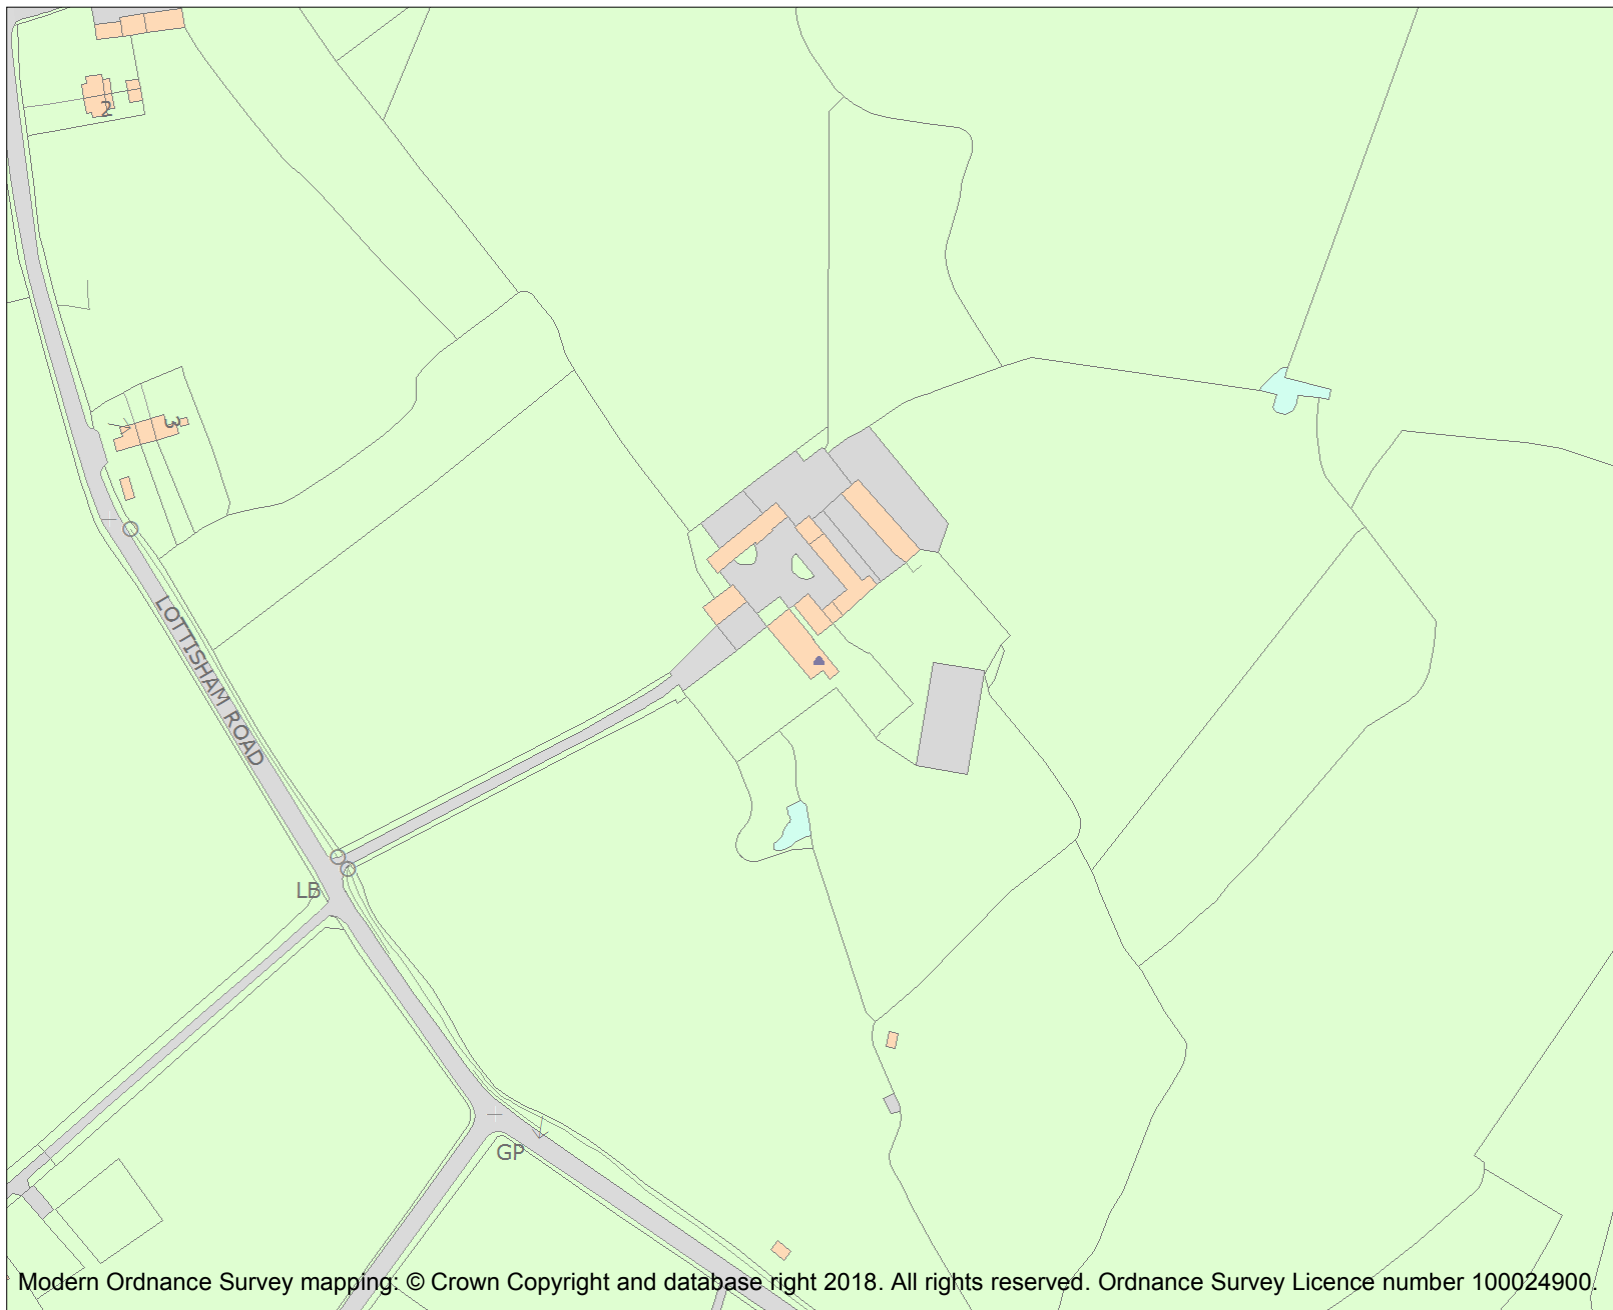 2
3
LOTTISHAM ROAD
LB
GP
Modern Ordnance Survey mapping: © Crown Copyright and database right 2018. All rights reserved. Ordnance Survey Licence number 100024900.